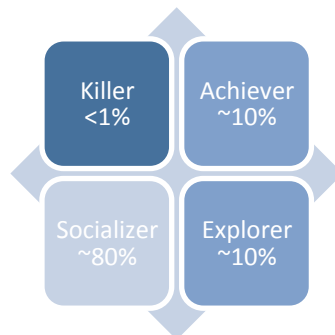 Killer
<1%
Achiever
~10%
Socializer
~80%
Explorer
~10%